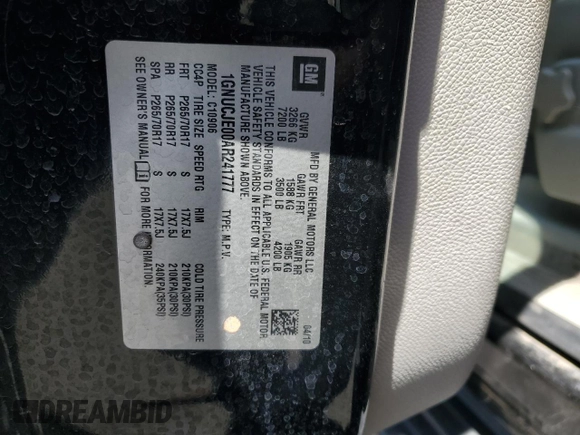 GM
MFD BY GENERAL MOTORS LLC
04/10
GVWR GAWR FRT GAWR RR
3266 KG 1588 KG 1905 KG
7200 LB 3500 LB 4200 LB
THIS VEHICLE CONFORMS TO ALL APPLICABLE U.S. FEDERAL MOTOR
VEHICLE SAFETY STANDARDS IN EFFECT ON THE DATE OF
MANUFACTURE SHOWN ABOVE.
1GNUCJE00AR241777 TYPE: M.P.V.
MODEL: C10906
CC4P TIRE SIZE SPEED RTG RIM COLD TIRE PRESSURE
FRT P265/70R17 S 17X7.5J 210KPA(30PSI)
RR P265/70R17 S 17X7.5J 210KPA(30PSI)
SPA P265/70R17 S 17X7.5J 240KPA(35PSI)
SEE OWNER'S MANUAL FOR MORE INFORMATION.
DREAMBID